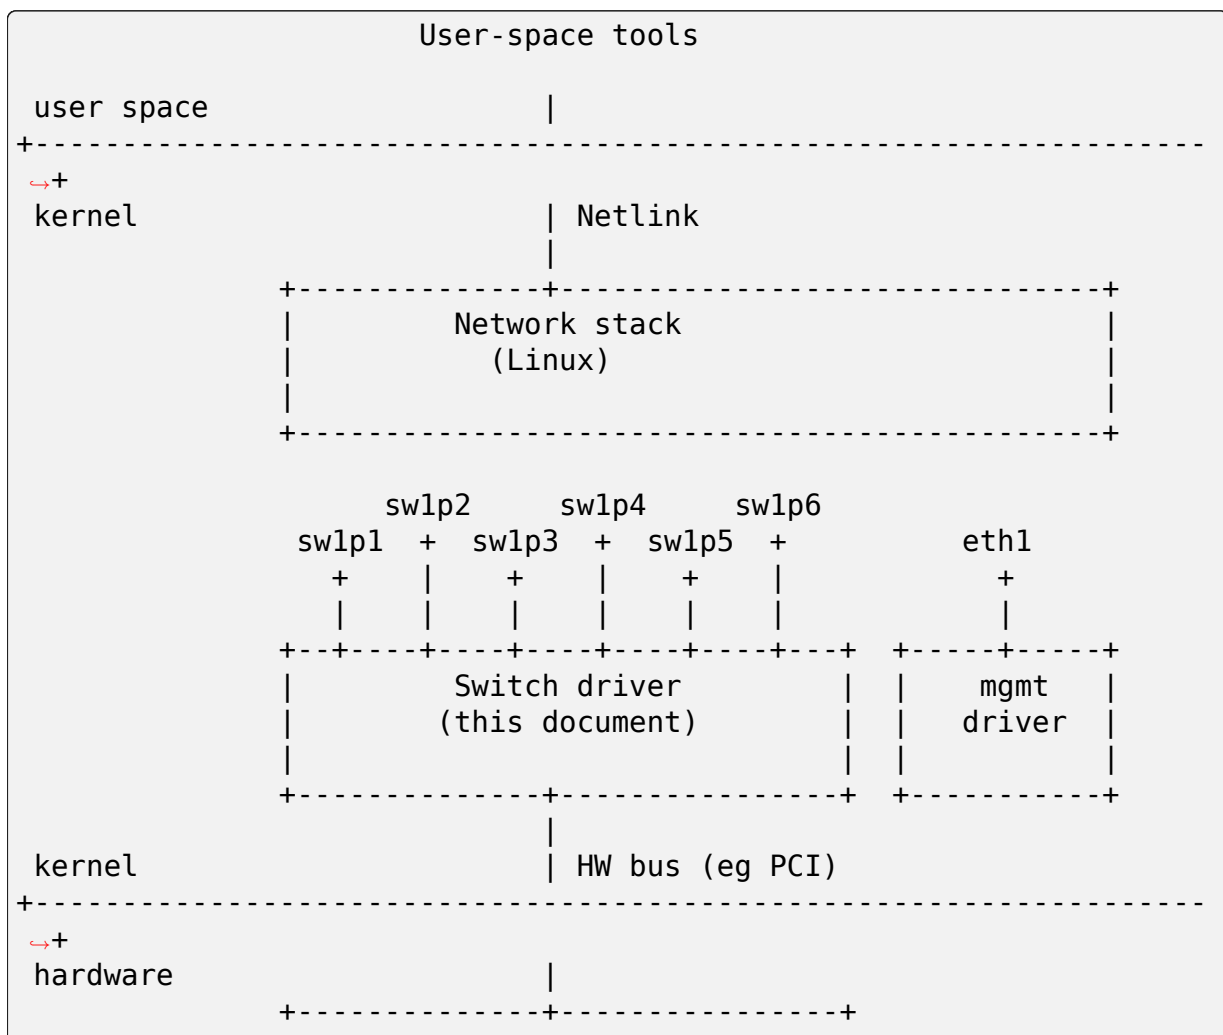 User-space tools

 user space                   |
+-------------------------------------------------------------------
↪+
 kernel                       | Netlink
                              |
               +--------------+-------------------------------+
               |         Network stack                        |
               |           (Linux)                            |
               |                                              |
               +----------------------------------------------+

                     sw1p2     sw1p4     sw1p6
                sw1p1  +  sw1p3  +  sw1p5  +          eth1
                  +    |    +    |    +    |            +
                  |    |    |    |    |    |            |
               +--+----+----+----+----+----+---+  +-----+-----+
               |         Switch driver         |  |    mgmt   |
               |        (this document)        |  |   driver  |
               |                               |  |           |
               +--------------+----------------+  +-----------+
                              |
 kernel                       | HW bus (eg PCI)
+-------------------------------------------------------------------
↪+
 hardware                     |
               +--------------+----------------+